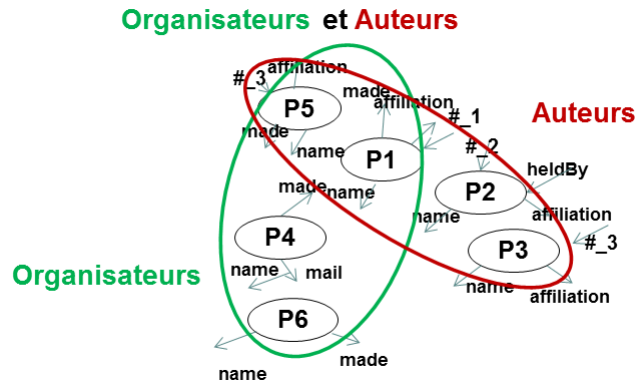 Organisateurs et Auteurs
affiliation
#_3
P5
made
affiliation
#_1
Auteurs
made
name
P1
#_2
heldBy
name
P2
made
name
affiliation
P4
P3
#_3
Organisateurs
name
mail
name
affiliation
P6
made
name